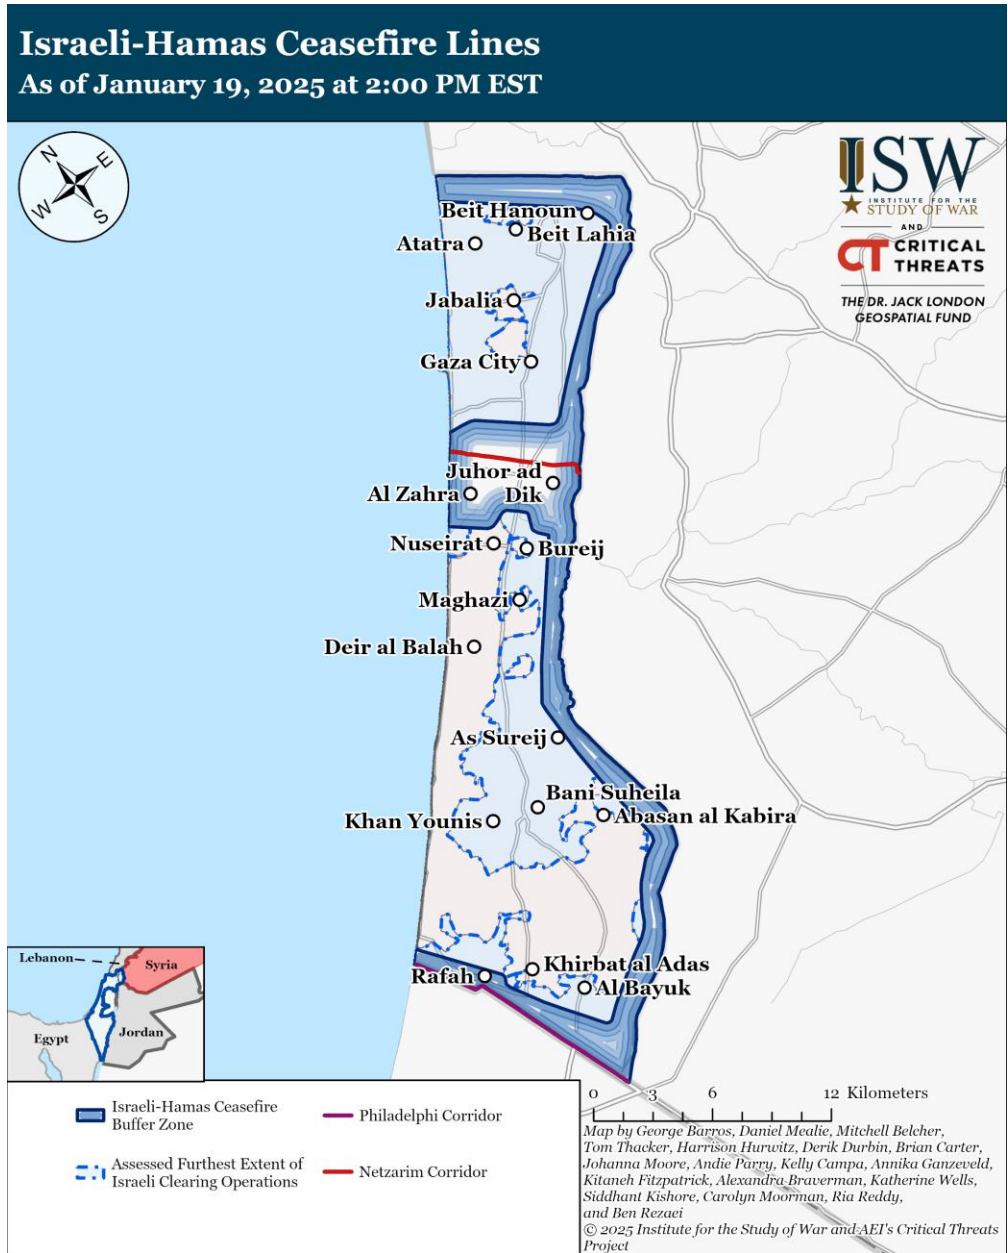 Israeli-Hamas Ceasefire Lines
As of January 19, 2025 at 2:00 PM EST
N
E
W
S
ISW
INSTITUTE FOR THE
STUDY OF WAR
AND
CT CRITICAL
THREATS
THE DR. JACK LONDON
GEOSPATIAL FUND
Beit Hanoun
Beit Lahia
Atatra
Jabalia
Gaza City
Juhor ad
Dik
Al Zahra
Nuseirat
Bureij
Maghazi
Deir al Balah
As Sureij
Bani Suheila
Abasan al Kabira
Khan Younis
Khirbat al Adas
Rafah
Al Bayuk
Lebanon
Syria
Jordan
Egypt
Israeli-Hamas Ceasefire
Buffer Zone
Philadelphi Corridor
Assessed Furthest Extent of
Israeli Clearing Operations
Netzarim Corridor
0 3 6 12 Kilometers
Map by George Barros, Daniel Mealie, Mitchell Belcher,
Tom Thacker, Harrison Hurwitz, Derik Durbin, Brian Carter,
Johanna Moore, Andie Parry, Kelly Campa, Annika Ganzeveld,
Kitaneh Fitzpatrick, Alexandra Braverman, Katherine Wells,
Siddhant Kishore, Carolyn Moorman, Ria Reddy,
and Ben Rezaei
© 2025 Institute for the Study of War and AEI's Critical Threats
Project